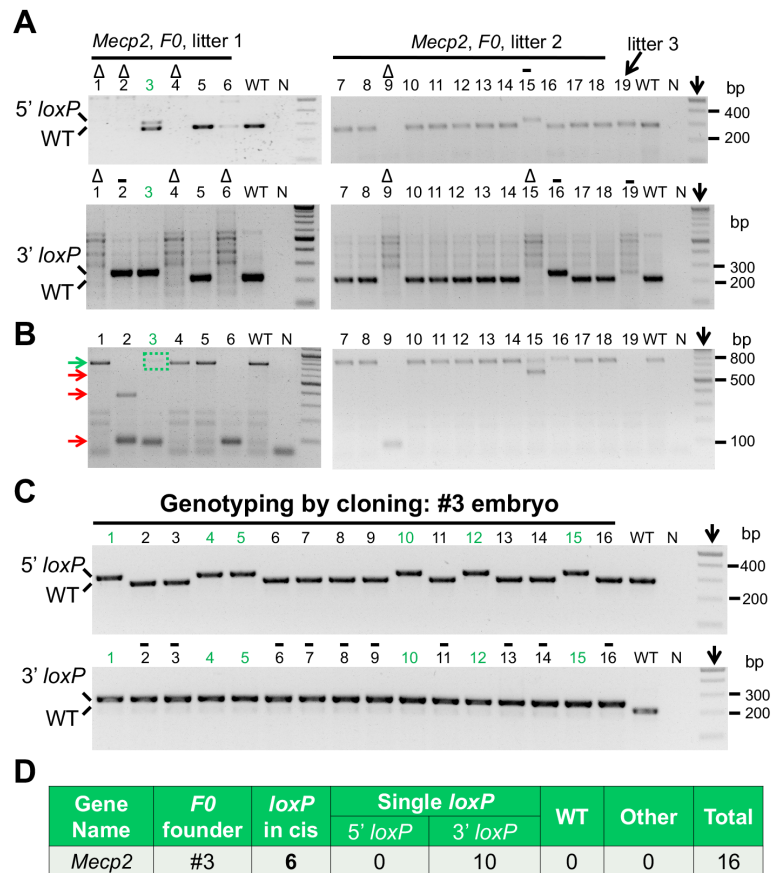 A
Mecp2, F0, litter 1
Mecp2, F0, litter 2
litter 3
Δ Δ Δ Δ -
1 2 3 4 5 6 WT N 7 8 9 10 11 12 13 14 15 16 17 18 19 WT N
bp
5' loxP
WT
400
200
Δ - Δ Δ Δ Δ - -
1 2 3 4 5 6 WT N 7 8 9 10 11 12 13 14 15 16 17 18 19 WT N
bp
3' loxP
WT
300
200
B
1 2 3 4 5 6 WT N 7 8 9 10 11 12 13 14 15 16 17 18 19 WT N
bp
800
500
100
C
Genotyping by cloning: #3 embryo
1 2 3 4 5 6 7 8 9 10 11 12 13 14 15 16 WT N
bp
5' loxP
WT
400
200
- - - - - - - - - -
1 2 3 4 5 6 7 8 9 10 11 12 13 14 15 16 WT N
bp
3' loxP
WT
300
200
D
Gene Name F0 founder loxP in cis Single loxP WT Other Total
5' loxP 3' loxP
Mecp2 #3 6 0 10 0 0 16